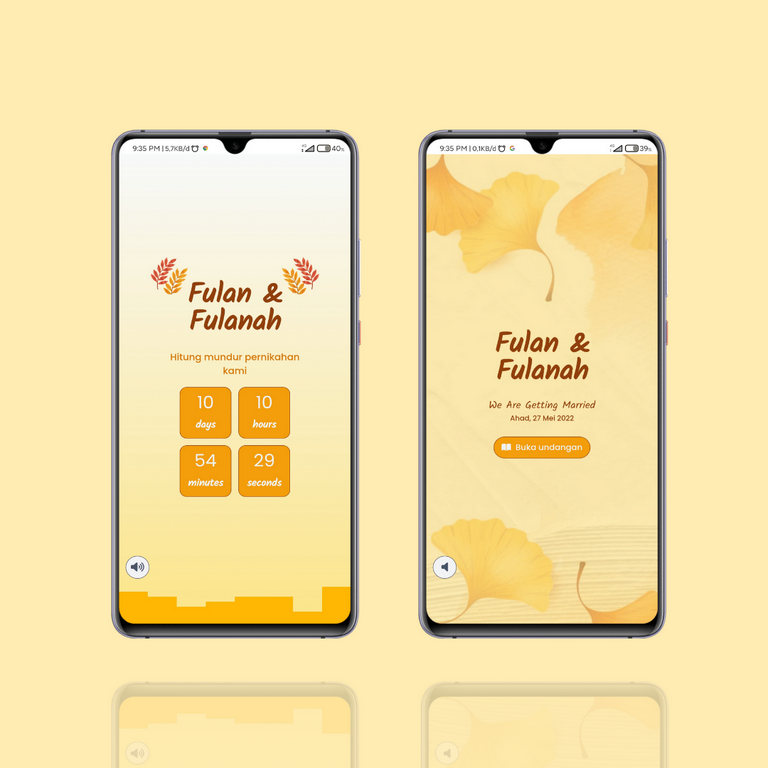 9:35 PM | 5,7KB/d
40%
Fulan &
Fulanah
Hitung mundur pernikahan
kami
10
days
10
hours
54
minutes
29
seconds
9:35 PM | 0,1KB/d
39%
Fulan &
Fulanah
We Are Getting Married
Ahad, 27 Mei 2022
Buka undangan